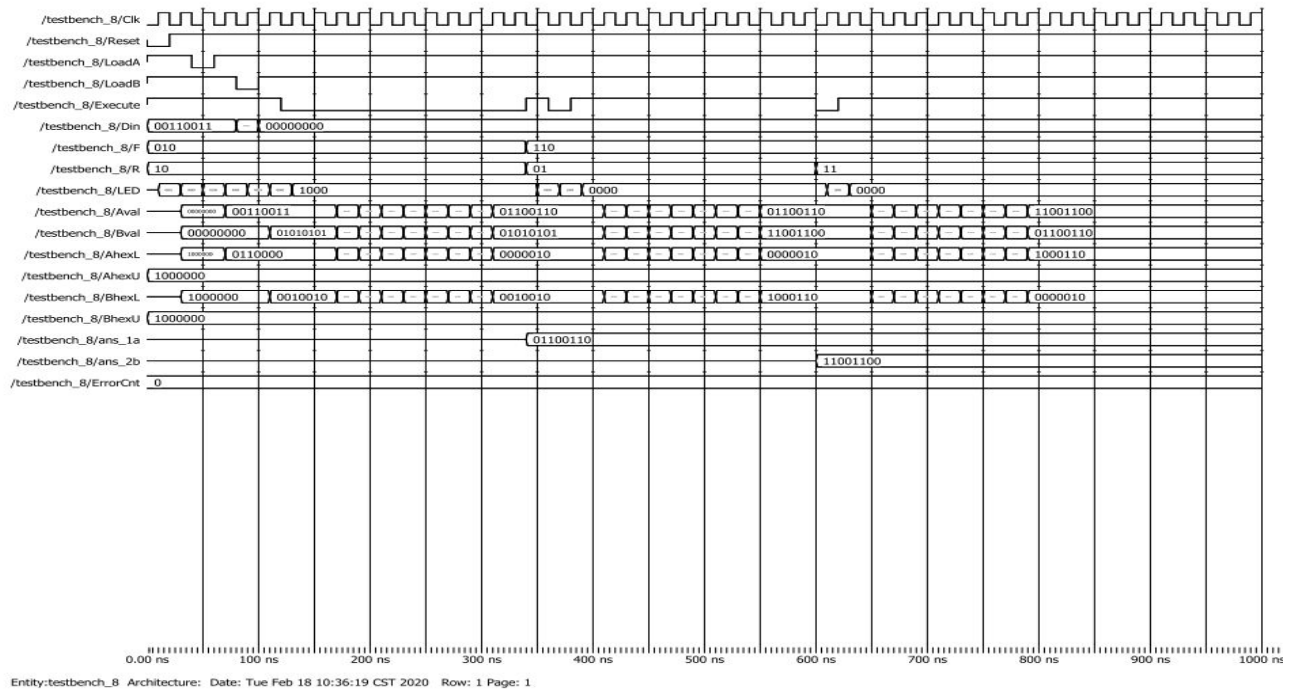 /testbench_8/Clk
/testbench_8/Reset
/testbench_8/LoadA
/testbench_8/LoadB
/testbench_8/Execute
/testbench_8/Din 00110011 00000000
/testbench_8/F 010 110
/testbench_8/R 10 01 11
/testbench_8/LED 1000 0000 0000
/testbench_8/Aval 00000000 00110011 01100110 01100110 11001100
/testbench_8/Bval 00000000 01010101 01010101 11001100 01100110
/testbench_8/AhexL 1000000 0110000 0000010 0000010 1000110
/testbench_8/AhexU 1000000
/testbench_8/BhexL 1000000 0010010 0010010 1000110 0000010
/testbench_8/BhexU 1000000
/testbench_8/ans_1a 01100110
/testbench_8/ans_2b 11001100
/testbench_8/ErrorCnt 0
0.00 ns 100 ns 200 ns 300 ns 400 ns 500 ns 600 ns 700 ns 800 ns 900 ns 1000 ns
Entity:testbench_8 Architecture: Date: Tue Feb 18 10:36:19 CST 2020 Row: 1 Page: 1